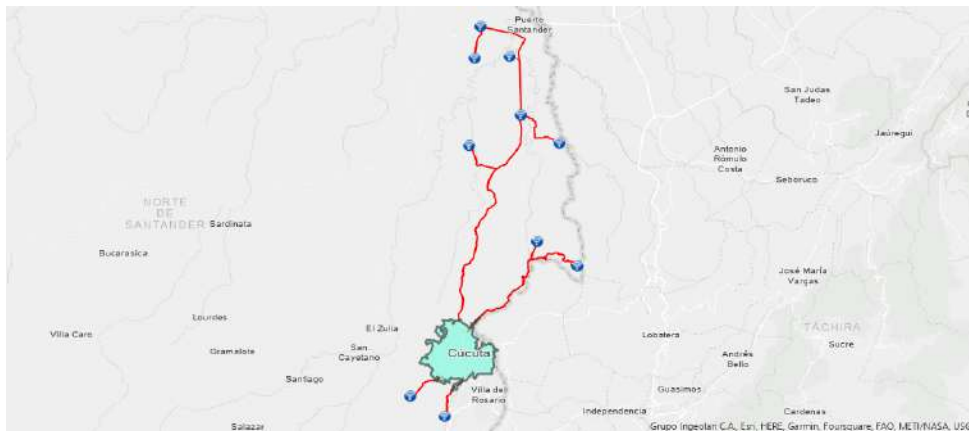 Puerto
Santander
San Judas
Tadeo
Jáuregui
Antonio
Rómulo
Costa
Seboruco
NORTE
DE
SANTANDER
Sardinata
Bucarasica
José María
Vargas
Lourdes
El Zulia
Villa Caro
Gramalote
San
Cayetano
Cúcuta
Lobatera
TÁCHIRA
Sucre
Andrés
Bello
Santiago
Villa del
Rosario
Guasimos
Independencia
Cardenas
Salazar
Grupo Ingeolan C.A., Esri, HERE, Garmin, Foursquare, FAO, METI/NASA, USG